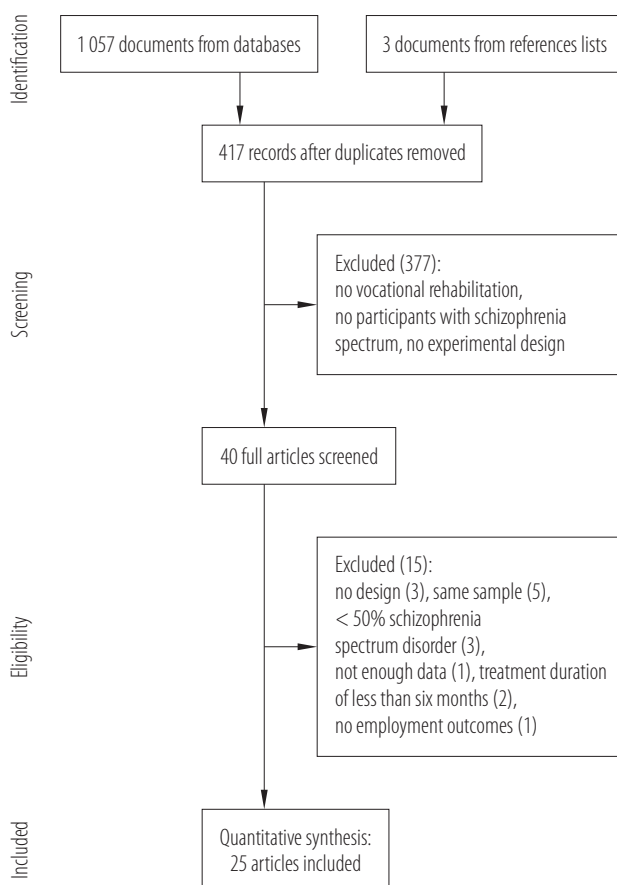 Identification
1 057 documents from databases
3 documents from references lists
417 records after duplicates removed
Screening
Excluded (377):
no vocational rehabilitation,
no participants with schizophrenia
spectrum, no experimental design
40 full articles screened
Eligibility
Excluded (15):
no design (3), same sample (5),
< 50% schizophrenia
spectrum disorder (3),
not enough data (1), treatment duration
of less than six months (2),
no employment outcomes (1)
Included
Quantitative synthesis:
25 articles included